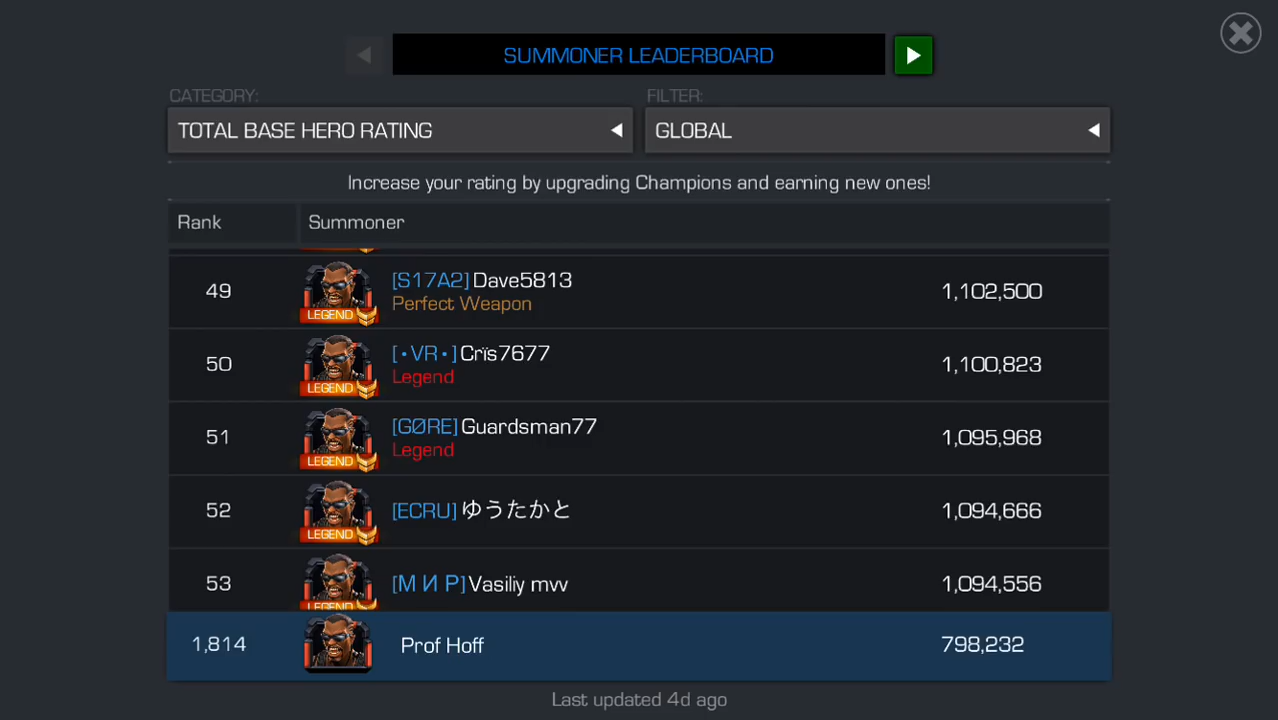 SUMMONER LEADERBOARD
CATEGORY: FILTER:
TOTAL BASE HERO RATING GLOBAL
Increase your rating by upgrading Champions and earning new ones!
Rank Summoner
49 [S17A2]Dave5813 1,102,500
LEGEND Perfect Weapon
50 [•VR•]Crïs7677 1,100,823
LEGEND Legend
51 [GØRE]Guardsman77 1,095,968
LEGEND Legend
52 [ECRU]ゆうたかと 1,094,666
LEGEND
53 [М И Р]Vasiliy mvv 1,094,556
LEGEND
1,814 Prof Hoff 798,232
Last updated 4d ago